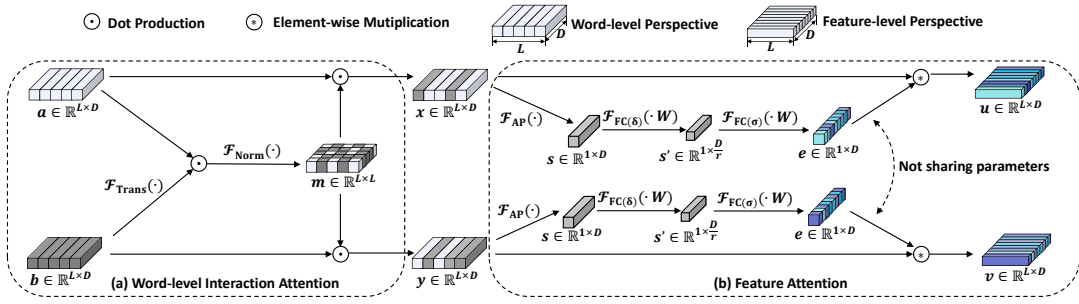 Dot Production
Element-wise Mutiplication
Word-level Perspective
Feature-level Perspective
L
D
L
D
a ∈ ℝ^{L×D}
x ∈ ℝ^{L×D}
u ∈ ℝ^{L×D}
ℱ_AP(·)
ℱ_FC(δ)(· W)
ℱ_FC(σ)(· W)
s ∈ ℝ^{1×D}
s' ∈ ℝ^{1×D/r}
e ∈ ℝ^{1×D}
ℱ_Norm(·)
m ∈ ℝ^{L×L}
ℱ_Trans(·)
Not sharing parameters
ℱ_AP(·)
ℱ_FC(δ)(· W)
ℱ_FC(σ)(· W)
s ∈ ℝ^{1×D}
s' ∈ ℝ^{1×D/r}
e ∈ ℝ^{1×D}
b ∈ ℝ^{L×D}
(a) Word-level Interaction Attention
y ∈ ℝ^{L×D}
(b) Feature Attention
v ∈ ℝ^{L×D}